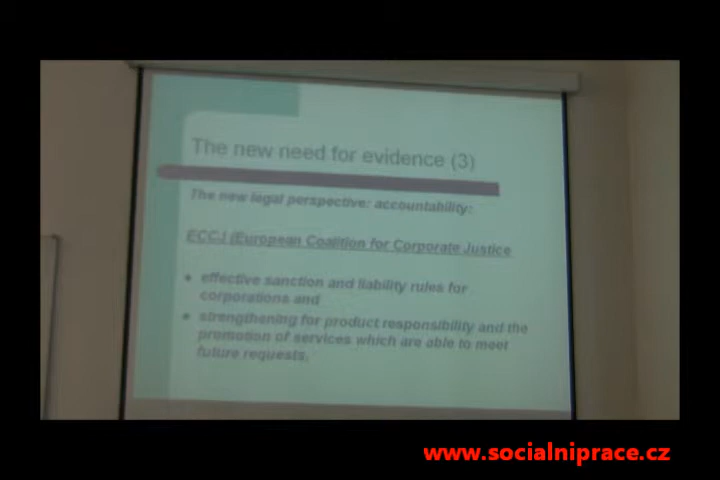 The new need for evidence (3)
The new legal perspective: accountability:
ECCJ (European Coalition for Corporate Justice
effective sanction and liability rules for
corporations and
strengthening for product responsibility and the
promotion of services which are able to meet
future requests.
www.socialniprace.cz